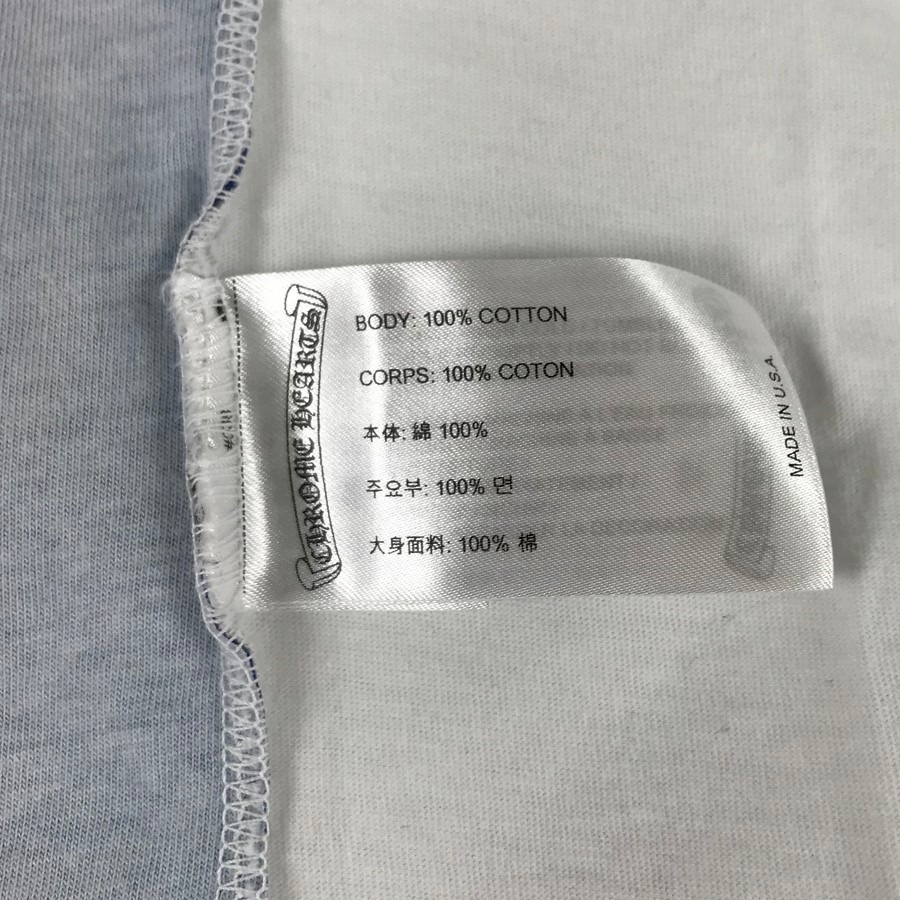 CHROME HEARTS
BODY: 100% COTTON
CORPS: 100% COTON
本体: 綿 100%
주요부: 100% 면
大身面料: 100% 棉
MADE IN U.S.A.